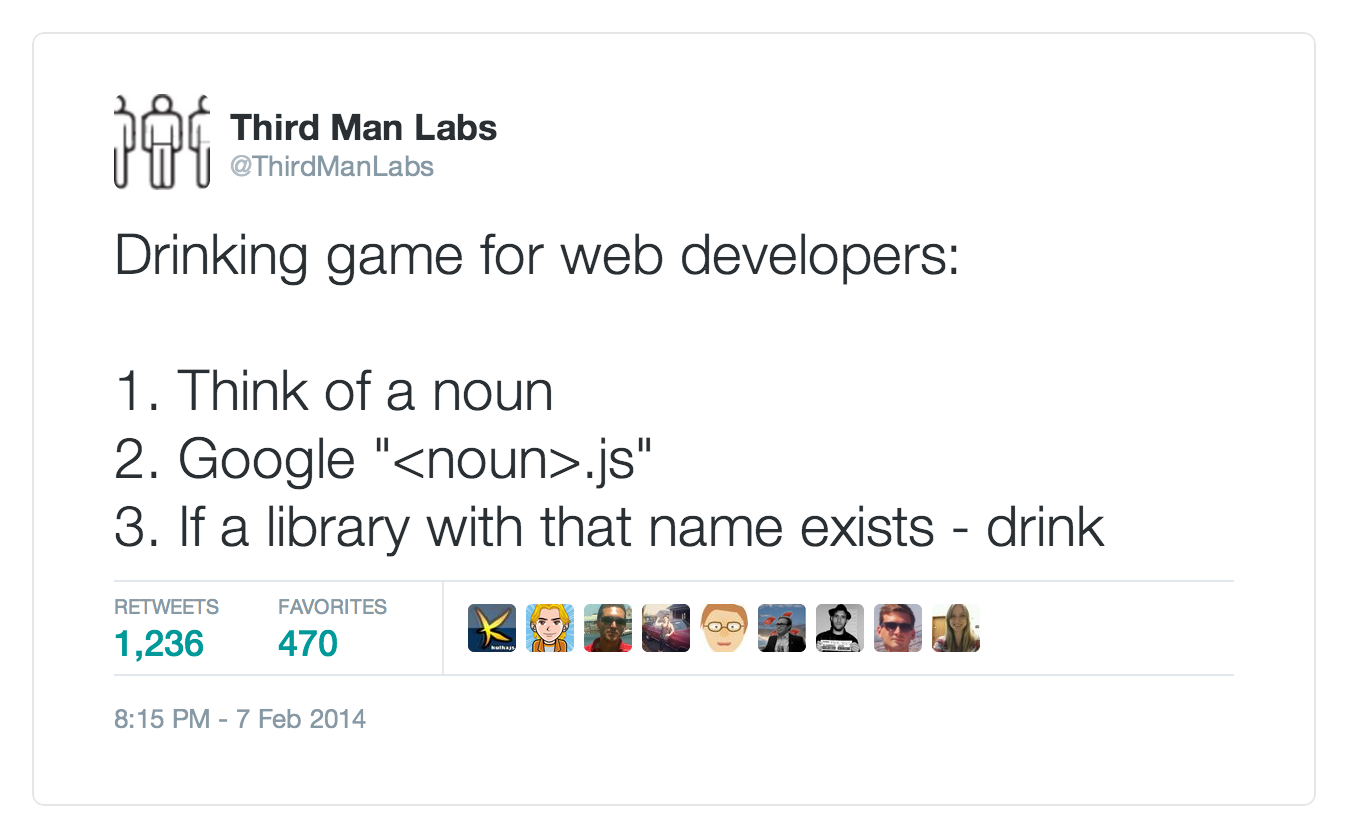 Third Man Labs
@ThirdManLabs
Drinking game for web developers:
1. Think of a noun
2. Google "<noun>.js"
3. If a library with that name exists - drink
RETWEETS FAVORITES
1,236 470
8:15 PM - 7 Feb 2014